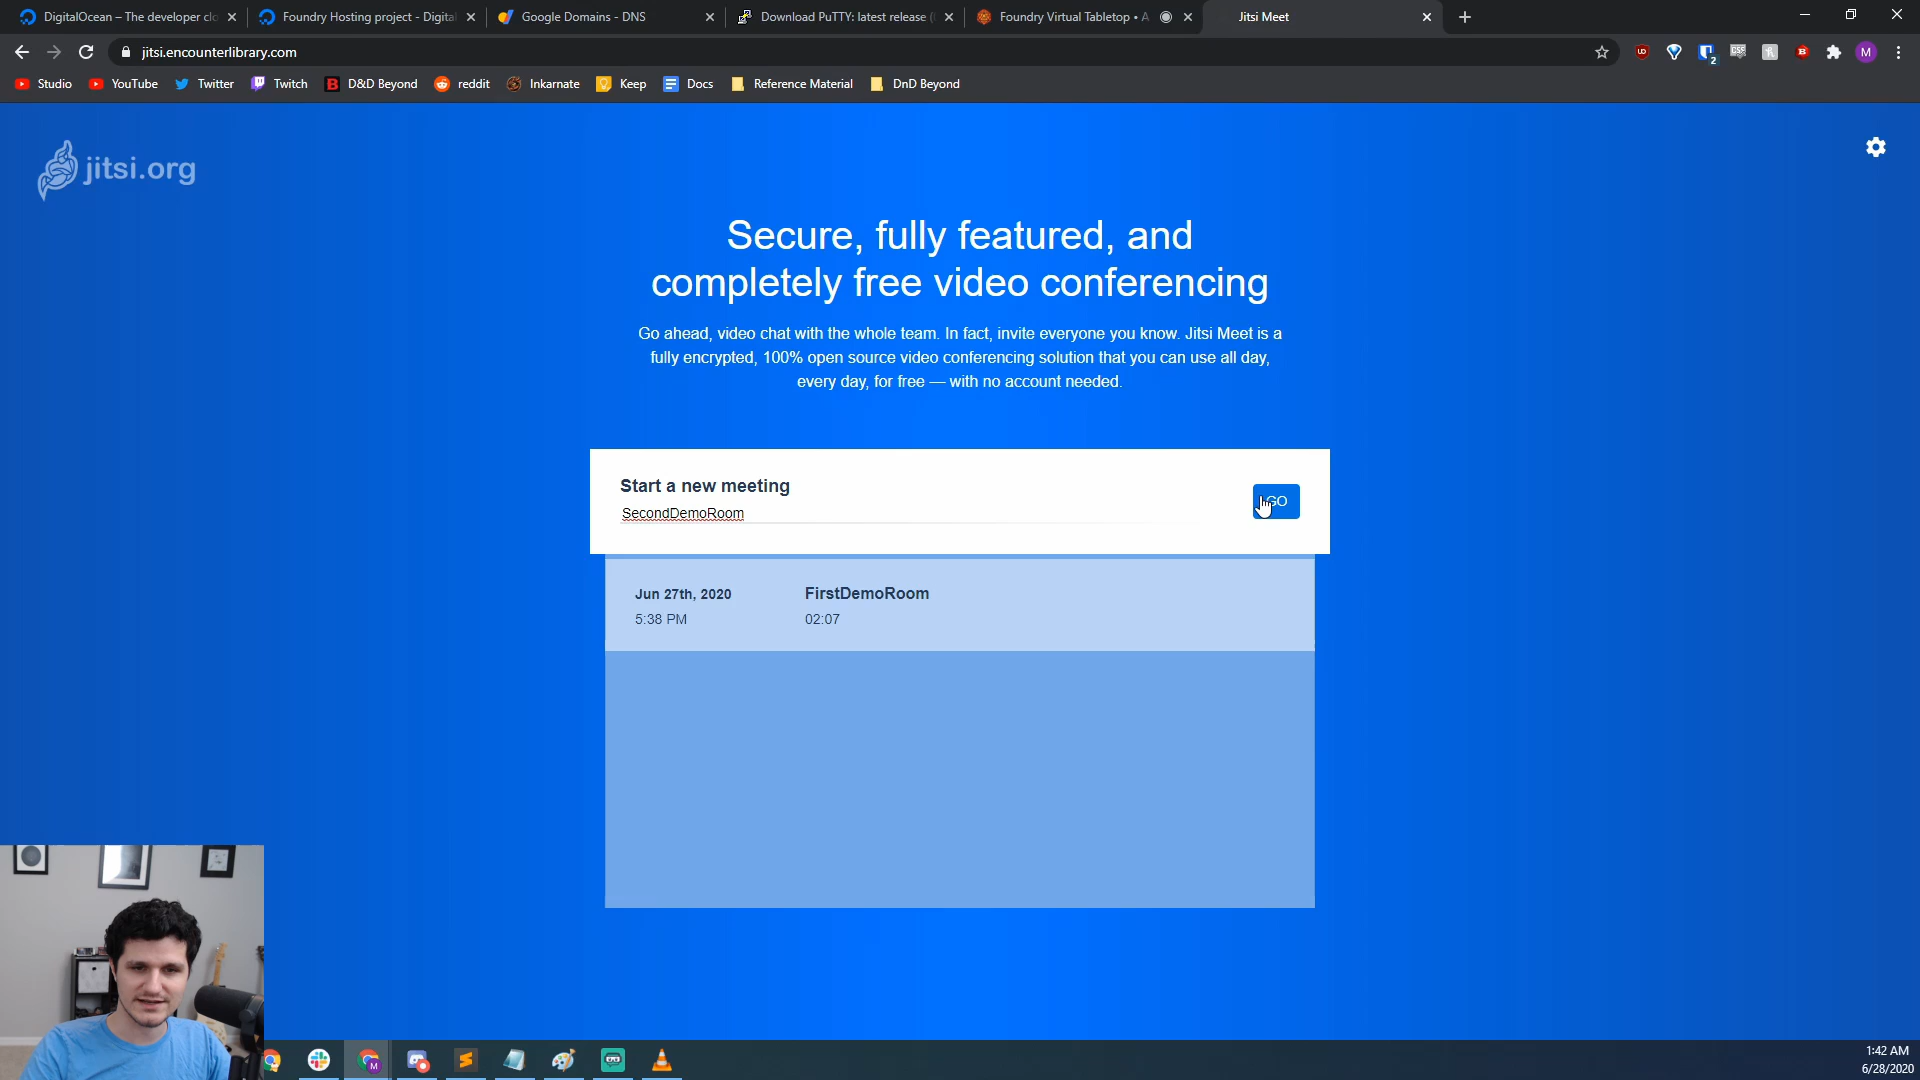 DigitalOcean – The developer clo
Foundry Hosting project - Digital
Google Domains - DNS
Download PuTTY: latest release (
Foundry Virtual Tabletop • A
Jitsi Meet
jitsi.encounterlibrary.com
Studio
YouTube
Twitter
Twitch
D&D Beyond
reddit
Inkarnate
Keep
Docs
Reference Material
DnD Beyond
jitsi.org
Secure, fully featured, and
completely free video conferencing
Go ahead, video chat with the whole team. In fact, invite everyone you know. Jitsi Meet is a
fully encrypted, 100% open source video conferencing solution that you can use all day,
every day, for free — with no account needed.
Start a new meeting
SecondDemoRoom
GO
Jun 27th, 2020
FirstDemoRoom
5:38 PM
02:07
1:42 AM
6/28/2020